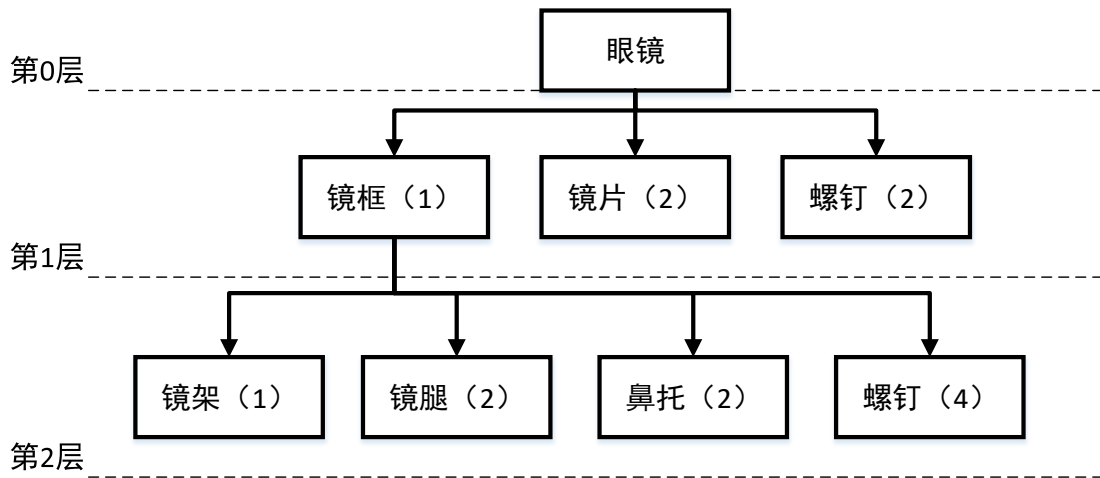 眼镜
第0层
镜框（1）
镜片（2）
螺钉（2）
第1层
镜架（1）
镜腿（2）
鼻托（2）
螺钉（4）
第2层